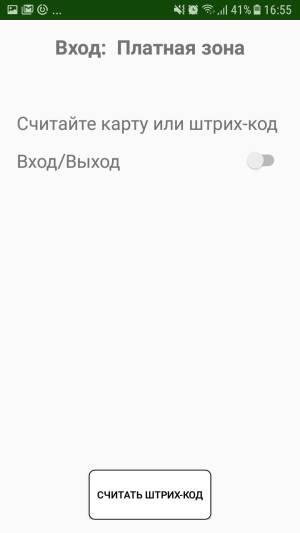 ... 41% 16:55
Вход: Платная зона
Считайте карту или штрих-код
Вход/Выход
СЧИТАТЬ ШТРИХ-КОД